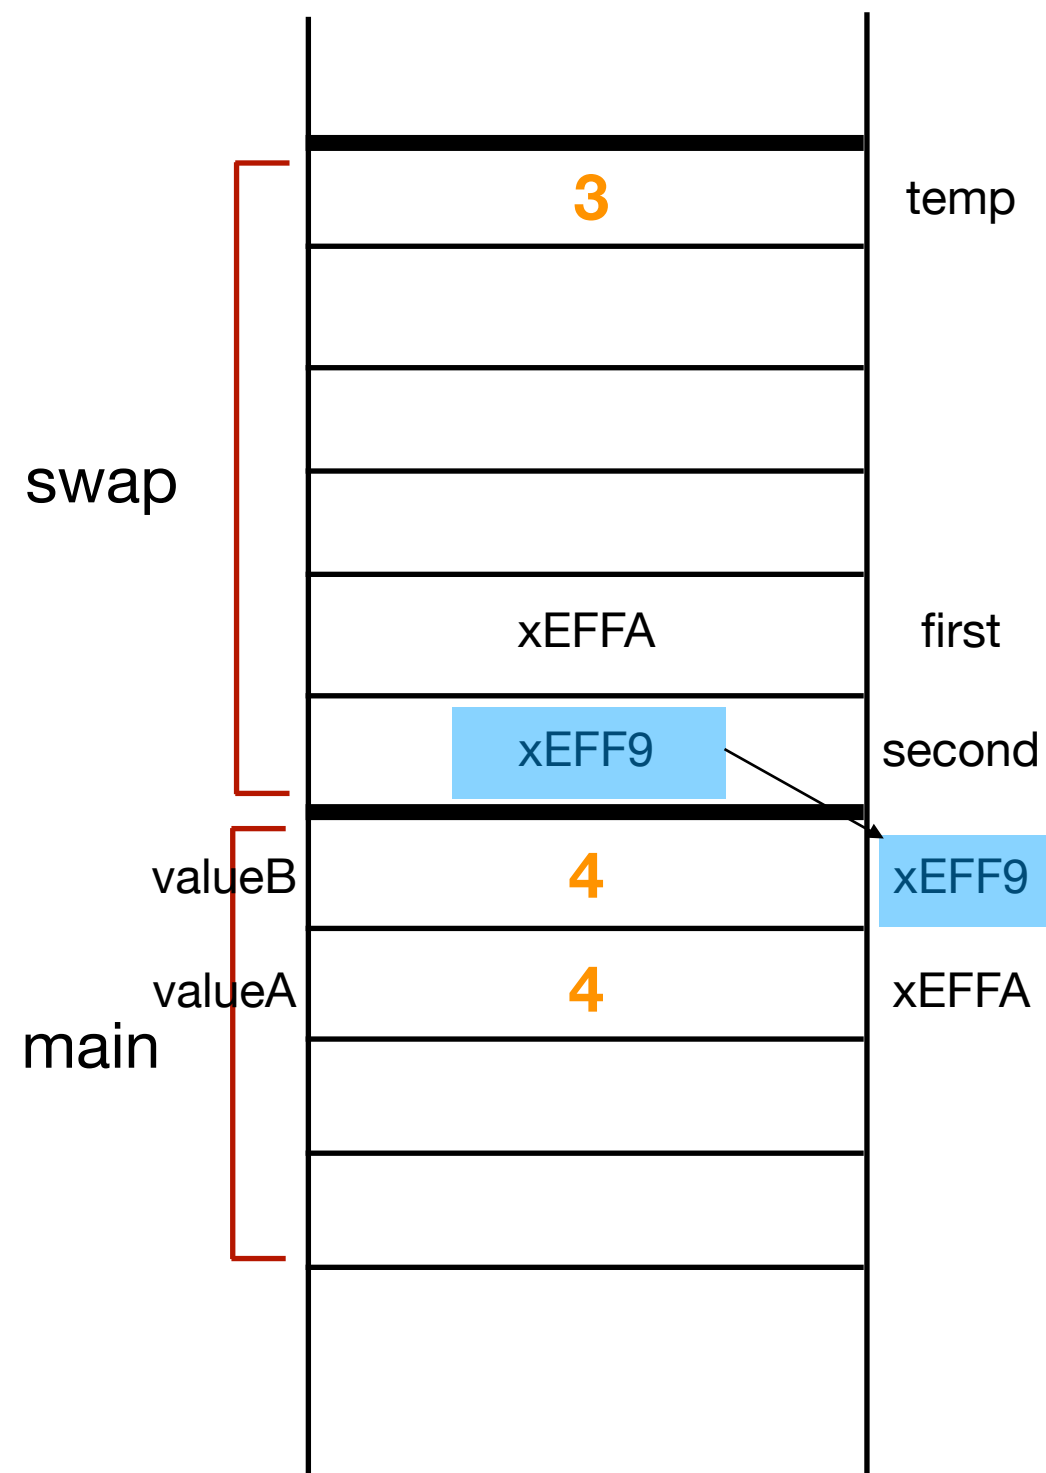 3 temp
swap
xEFFA first
xEFF9 second
valueB 4 xEFF9
valueA 4 xEFFA
main